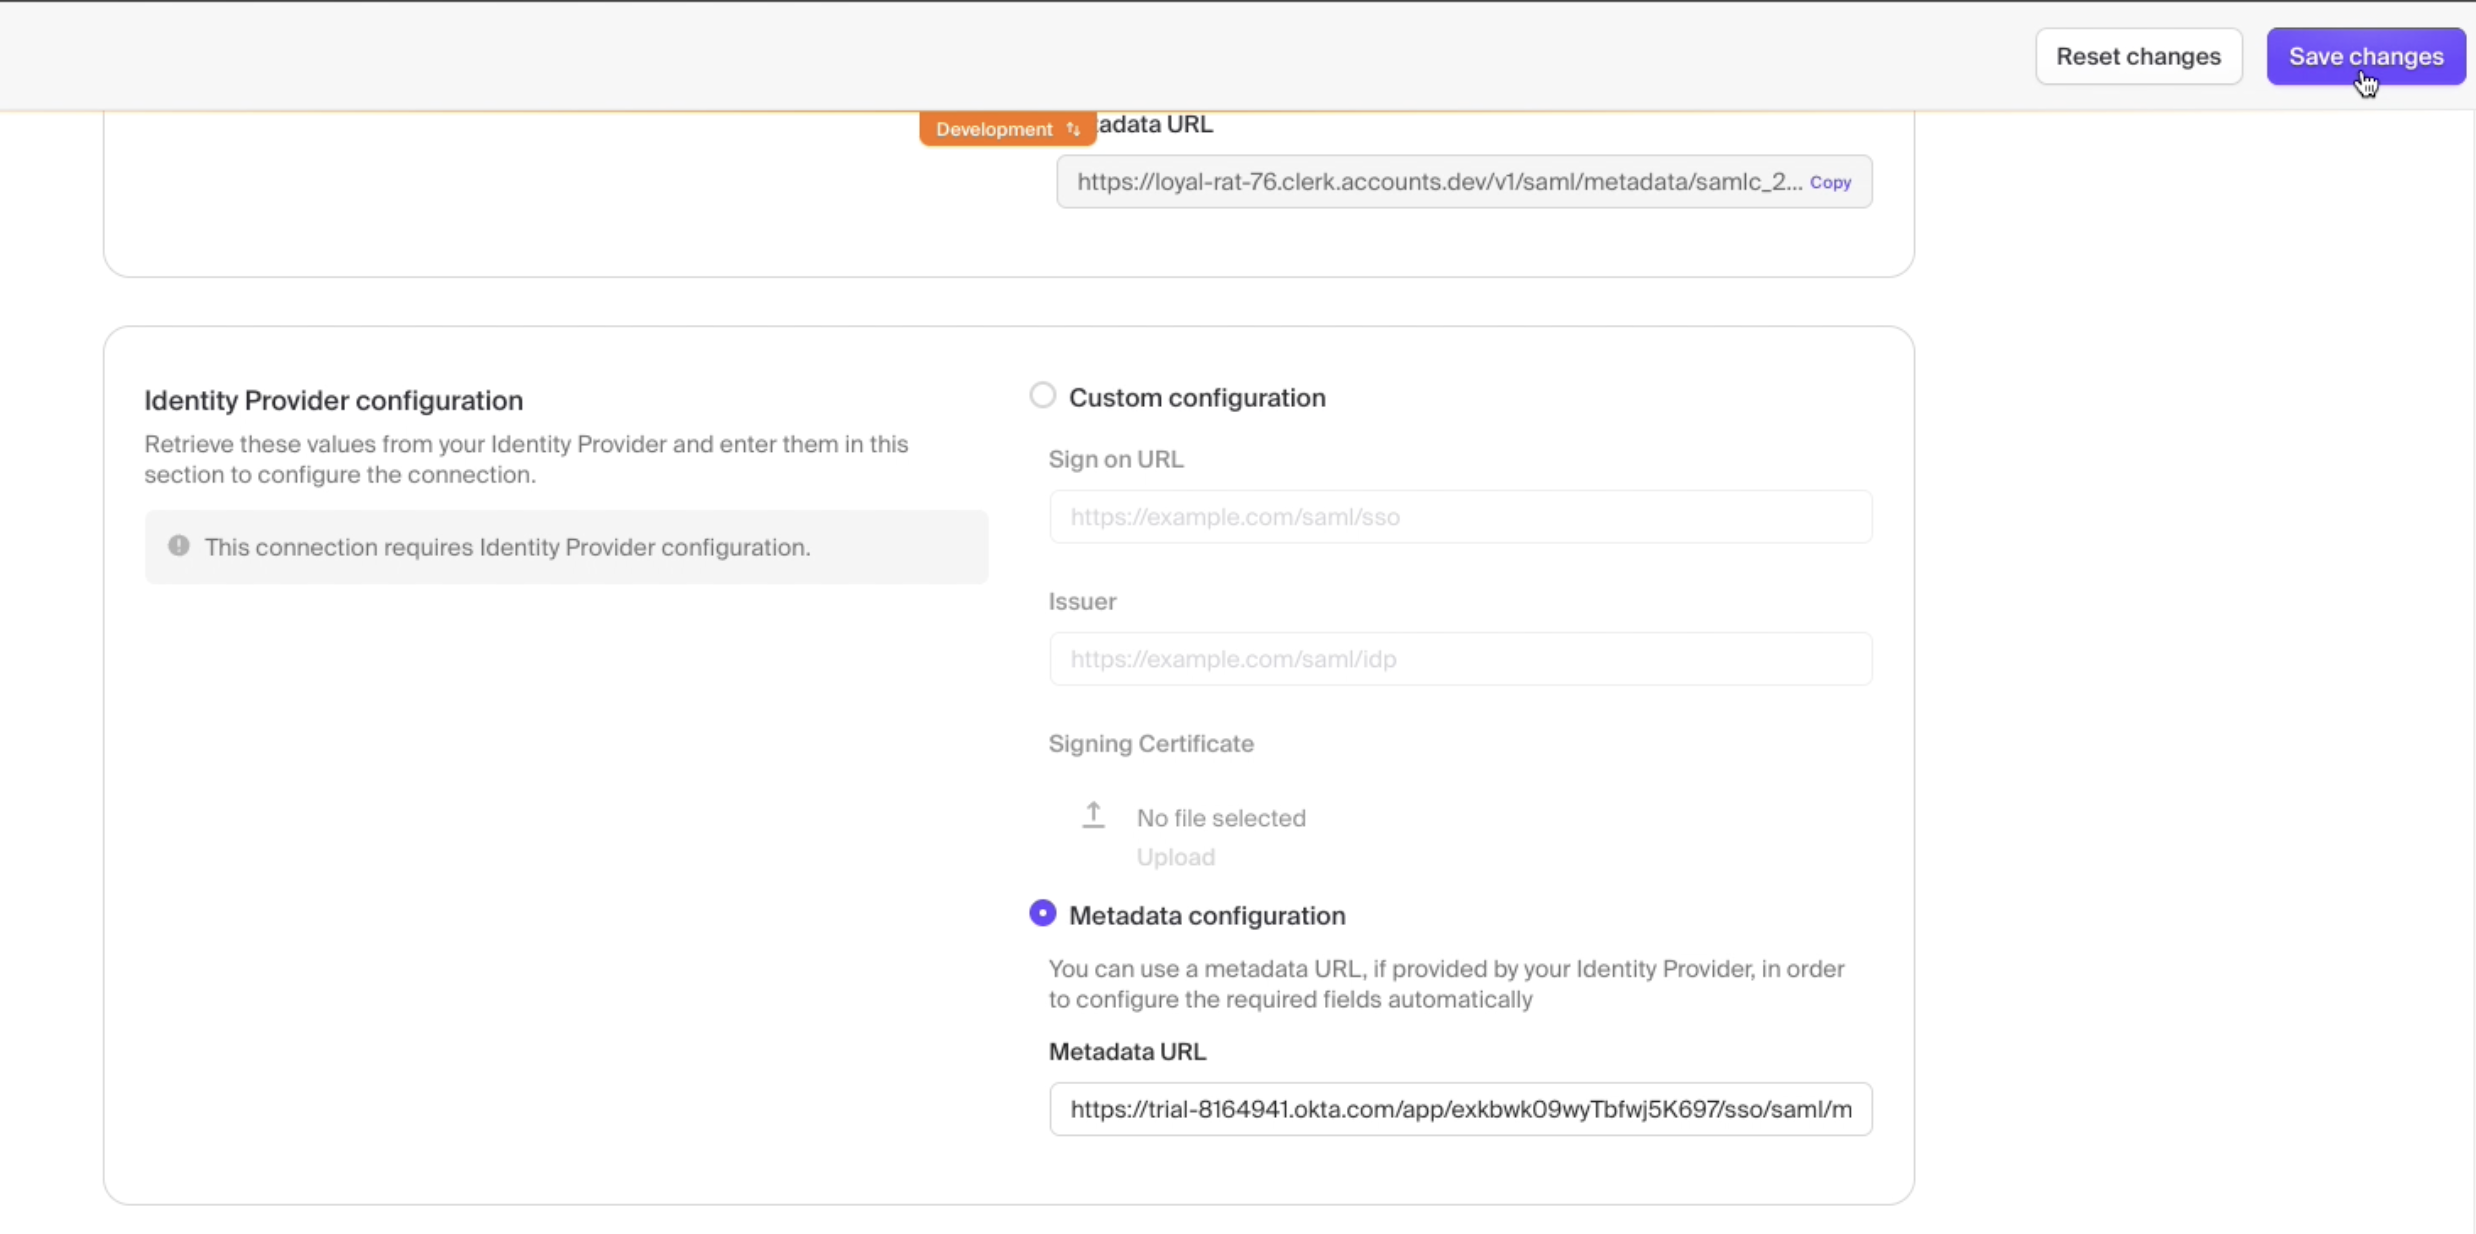 Reset changes
Save changes
Development
adata URL
https://loyal-rat-76.clerk.accounts.dev/v1/saml/metadata/samlc_2... Copy
Identity Provider configuration
Retrieve these values from your Identity Provider and enter them in this
section to configure the connection.
This connection requires Identity Provider configuration.
Custom configuration
Sign on URL
https://example.com/saml/sso
Issuer
https://example.com/saml/idp
Signing Certificate
No file selected
Upload
Metadata configuration
You can use a metadata URL, if provided by your Identity Provider, in order
to configure the required fields automatically
Metadata URL
https://trial-8164941.okta.com/app/exkbwk09wyTbfwj5K697/sso/saml/m